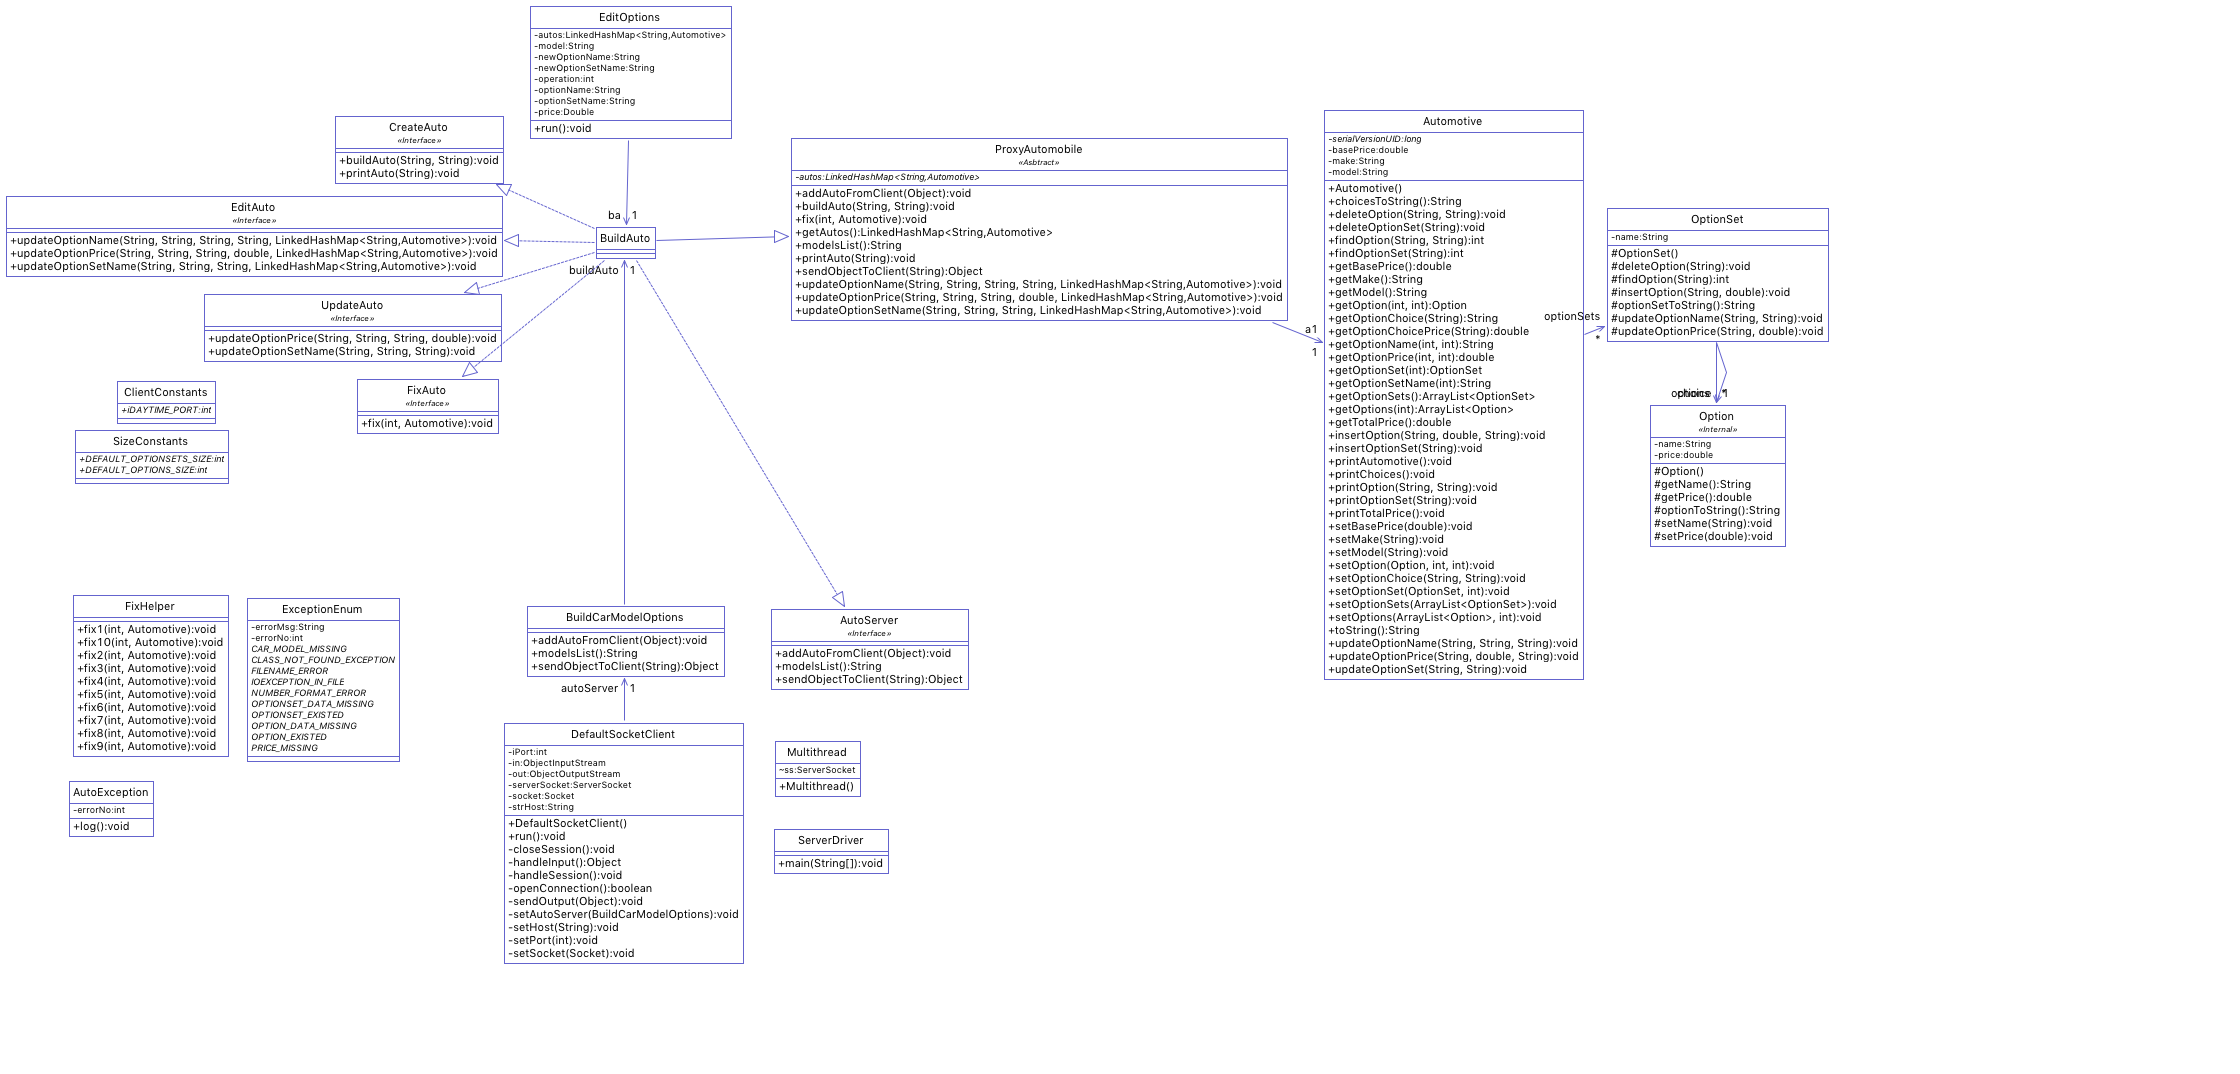 EditOptions
-autos:LinkedHashMap<String,Automotive>
-model:String
-newOptionName:String
-newOptionSetName:String
-operation:int
-optionName:String
-optionSetName:String
-price:Double
+run():void
CreateAuto
«Interface»
+buildAuto(String, String):void
+printAuto(String):void
EditAuto
«Interface»
+updateOptionName(String, String, String, String, LinkedHashMap<String,Automotive>):void
+updateOptionPrice(String, String, String, double, LinkedHashMap<String,Automotive>):void
+updateOptionSetName(String, String, String, LinkedHashMap<String,Automotive>):void
ba
1
BuildAuto
buildAuto
1
UpdateAuto
«Interface»
+updateOptionPrice(String, String, String, double):void
+updateOptionSetName(String, String, String):void
FixAuto
«Interface»
+fix(int, Automotive):void
ClientConstants
+iDAYTIME_PORT:int
SizeConstants
+DEFAULT_OPTIONSETS_SIZE:int
+DEFAULT_OPTIONS_SIZE:int
ProxyAutomobile
«Asbtract»
-autos:LinkedHashMap<String,Automotive>
+addAutoFromClient(Object):void
+buildAuto(String, String):void
+fix(int, Automotive):void
+getAutos():LinkedHashMap<String,Automotive>
+modelsList():String
+printAuto(String):void
+sendObjectToClient(String):Object
+updateOptionName(String, String, String, String, LinkedHashMap<String,Automotive>):void
+updateOptionPrice(String, String, String, double, LinkedHashMap<String,Automotive>):void
+updateOptionSetName(String, String, String, LinkedHashMap<String,Automotive>):void
a1
1
Automotive
-serialVersionUID:long
-basePrice:double
-make:String
-model:String
+Automotive()
+choicesToString():String
+deleteOption(String, String):void
+deleteOptionSet(String):void
+findOption(String, String):int
+findOptionSet(String):int
+getBasePrice():double
+getMake():String
+getModel():String
+getOption(int, int):Option
+getOptionChoice(String):String
+getOptionChoicePrice(String):double
+getOptionName(int, int):String
+getOptionPrice(int, int):double
+getOptionSet(int):OptionSet
+getOptionSetName(int):String
+getOptionSets():ArrayList<OptionSet>
+getOptions(int):ArrayList<Option>
+getTotalPrice():double
+insertOption(String, double, String):void
+insertOptionSet(String):void
+printAutomotive():void
+printChoices():void
+printOption(String, String):void
+printOptionSet(String):void
+printTotalPrice():void
+setBasePrice(double):void
+setMake(String):void
+setModel(String):void
+setOption(Option, int, int):void
+setOptionChoice(String, String):void
+setOptionSet(OptionSet, int):void
+setOptionSets(ArrayList<OptionSet>):void
+setOptions(ArrayList<Option>, int):void
+toString():String
+updateOptionName(String, String, String):void
+updateOptionPrice(String, double, String):void
+updateOptionSet(String, String):void
optionSets
*
OptionSet
-name:String
#OptionSet()
#deleteOption(String):void
#findOption(String):int
#insertOption(String, double):void
#optionSetToString():String
#updateOptionName(String, String):void
#updateOptionPrice(String, double):void
1
Option
«Internal»
-name:String
-price:double
#Option()
#getName():String
#getPrice():double
#optionToString():String
#setName(String):void
#setPrice(double):void
FixHelper
+fix1(int, Automotive):void
+fix10(int, Automotive):void
+fix2(int, Automotive):void
+fix3(int, Automotive):void
+fix4(int, Automotive):void
+fix5(int, Automotive):void
+fix6(int, Automotive):void
+fix7(int, Automotive):void
+fix8(int, Automotive):void
+fix9(int, Automotive):void
ExceptionEnum
-errorMsg:String
-errorNo:int
CAR_MODEL_MISSING
CLASS_NOT_FOUND_EXCEPTION
FILENAME_ERROR
IOEXCEPTION_IN_FILE
NUMBER_FORMAT_ERROR
OPTIONSET_DATA_MISSING
OPTIONSET_EXISTED
OPTION_DATA_MISSING
OPTION_EXISTED
PRICE_MISSING
AutoException
-errorNo:int
+log():void
BuildCarModelOptions
+addAutoFromClient(Object):void
+modelsList():String
+sendObjectToClient(String):Object
autoServer
1
AutoServer
«Interface»
+addAutoFromClient(Object):void
+modelsList():String
+sendObjectToClient(String):Object
DefaultSocketClient
-iPort:int
-in:ObjectInputStream
-out:ObjectOutputStream
-serverSocket:ServerSocket
-socket:Socket
-strHost:String
+DefaultSocketClient()
+run():void
-closeSession():void
-handleInput():Object
-handleSession():void
-openConnection():boolean
-sendOutput(Object):void
-setAutoServer(BuildCarModelOptions):void
-setHost(String):void
-setPort(int):void
-setSocket(Socket):void
Multithread
~ss:ServerSocket
+Multithread()
ServerDriver
+main(String[]):void